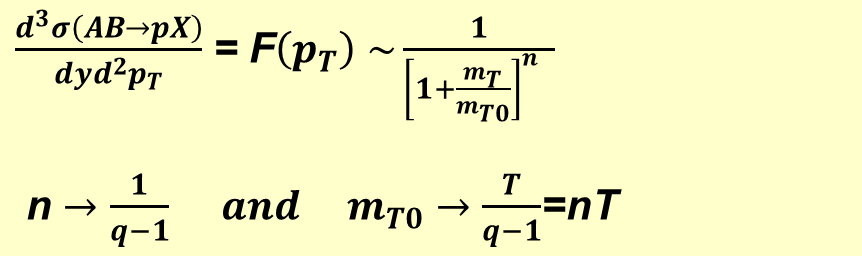 d³σ(AB→pX)/dyd²p_T = F(p_T) ~ 1/[1+m_T/m_T0]ⁿ
n → 1/(q−1) and m_T0 → T/(q−1) =nT